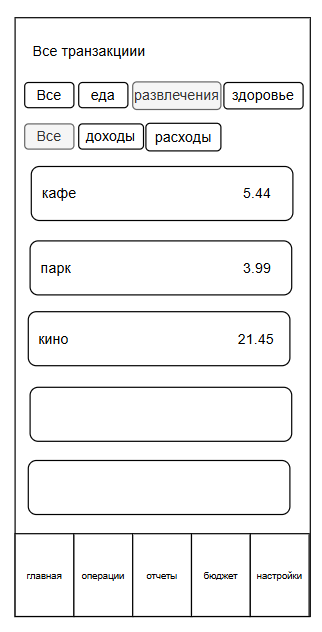 Все транзакциии
Все еда развлечения здоровье
Все доходы расходы
кафе 5.44
парк 3.99
кино 21.45
главная операции отчеты бюджет настройки